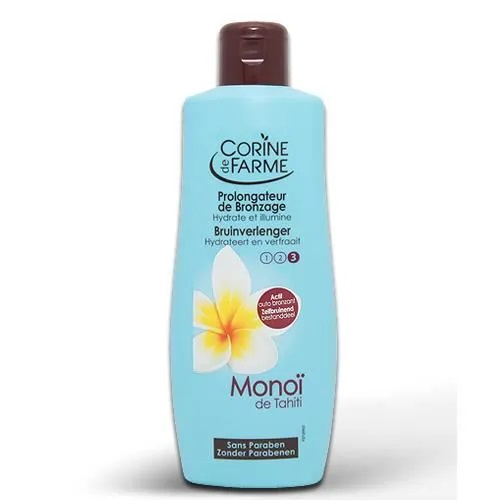 CORINE
de FARME
Prolongateur
de Bronzage
Hydrate et illumine
Bruinverlenger
Hydrateert en verfraait
1 2 3
Actif
auto bronzant
Zelfbruinend
bestanddeel
Monoï
de Tahiti
Sans Paraben
Zonder Parabenen